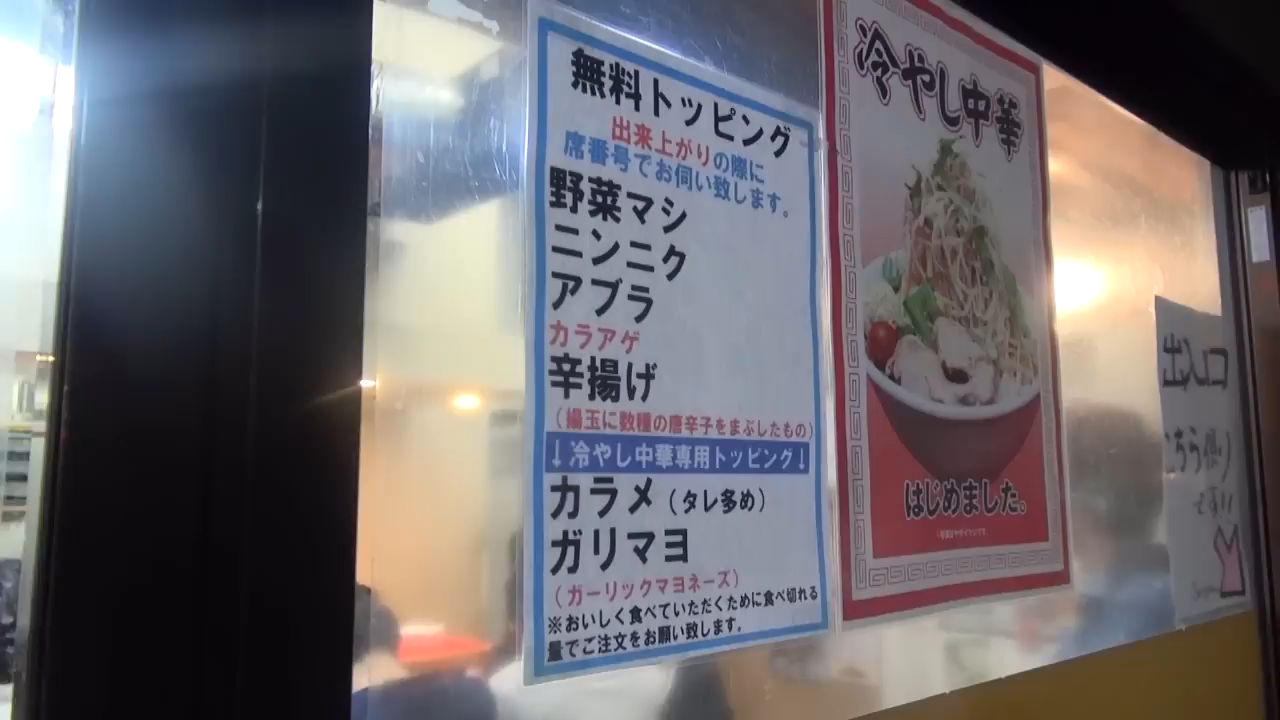 無料トッピング
出来上がりの際に
席番号でお伺い致します。
野菜マシ
ニンニク
アブラ
カラアゲ
辛揚げ
（揚玉に数種の唐辛子をまぶしたもの）
↓冷やし中華専用トッピング↓
カラメ（タレ多め）
ガリマヨ
（ガーリックマヨネーズ）
※おいしく食べていただくために食べ切れる
量でご注文をお願い致します。
冷やし中華
はじめました。
出入口
こちら側
です!!